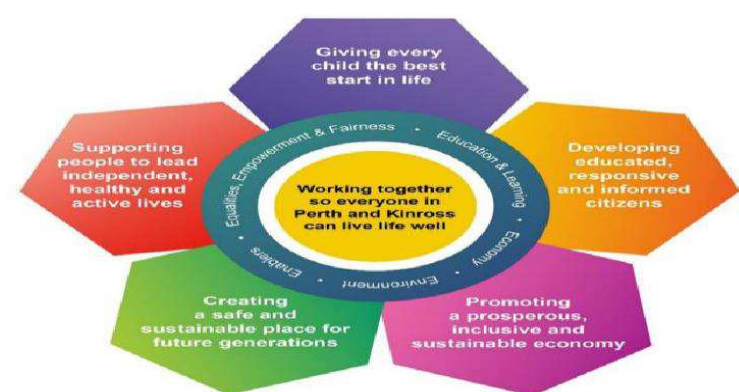 Giving every
child the best
start in life
Supporting
people to lead
independent,
healthy and
active lives
Developing
educated,
responsive
and informed
citizens
Equalities, Empowerment & Fairness • Education & Learning • Economy • Environment • Enablers •
Working together
so everyone in
Perth and Kinross
can live life well
Creating
a safe and
sustainable place for
future generations
Promoting
a prosperous,
inclusive and
sustainable economy